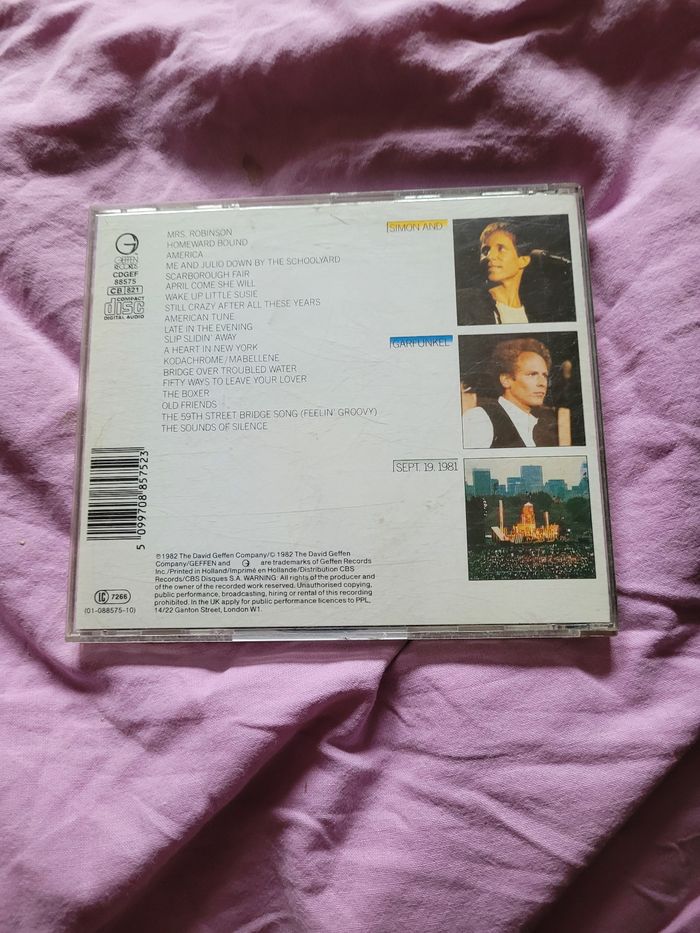 GEFFEN
RECORDS
CDGEF
88575
CB 821
COMPACT
disc
DIGITAL AUDIO
MRS. ROBINSON
HOMEWARD BOUND
AMERICA
ME AND JULIO DOWN BY THE SCHOOLYARD
SCARBOROUGH FAIR
APRIL COME SHE WILL
WAKE UP LITTLE SUSIE
STILL CRAZY AFTER ALL THESE YEARS
AMERICAN TUNE
LATE IN THE EVENING
SLIP SLIDIN' AWAY
A HEART IN NEW YORK
KODACHROME/MABELLENE
BRIDGE OVER TROUBLED WATER
FIFTY WAYS TO LEAVE YOUR LOVER
THE BOXER
OLD FRIENDS
THE 59TH STREET BRIDGE SONG (FEELIN' GROOVY)
THE SOUNDS OF SILENCE
SIMON AND
GARFUNKEL
SEPT. 19. 1981
5 099708 857523
℗1982 The David Geffen Company/© 1982 The David Geffen
Company/GEFFEN and G are trademarks of Geffen Records
Inc./Printed in Holland/Imprimé en Hollande/Distribution CBS
Records/CBS Disques S.A. WARNING: All rights of the producer and
of the owner of the recorded work reserved. Unauthorised copying,
public performance, broadcasting, hiring or rental of this recording
prohibited. In the UK apply for public performance licences to PPL,
14/22 Ganton Street, London W1.
LC 7266
(01-088575-10)